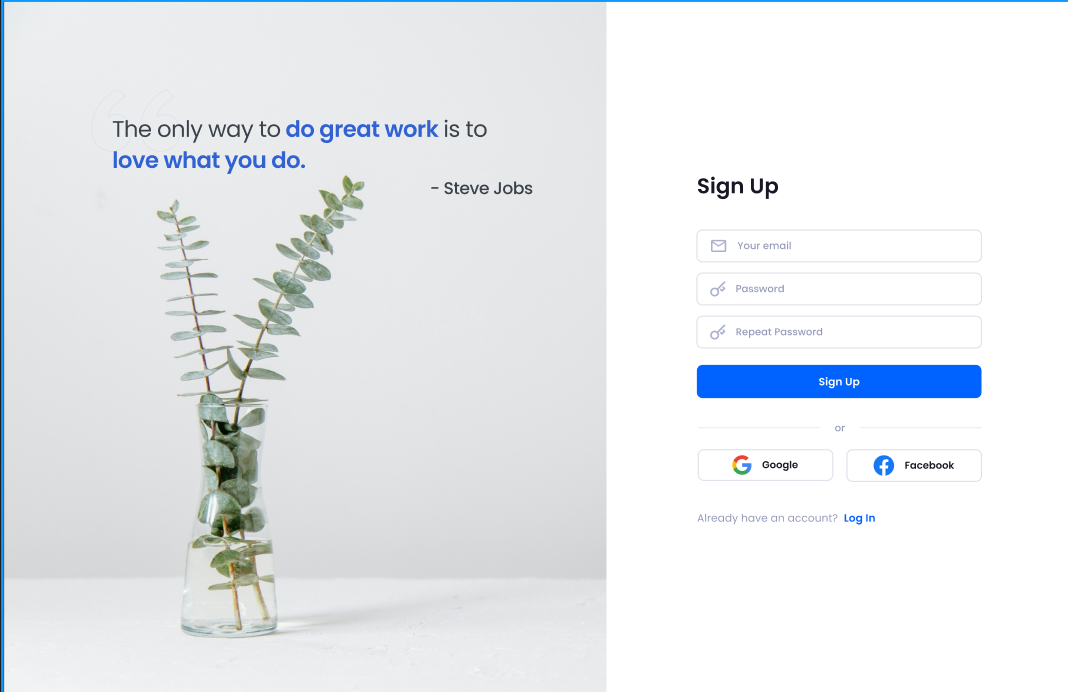 The only way to do great work is to
love what you do.
- Steve Jobs
Sign Up
Your email
Password
Repeat Password
Sign Up
or
Google
Facebook
Already have an account? Log In